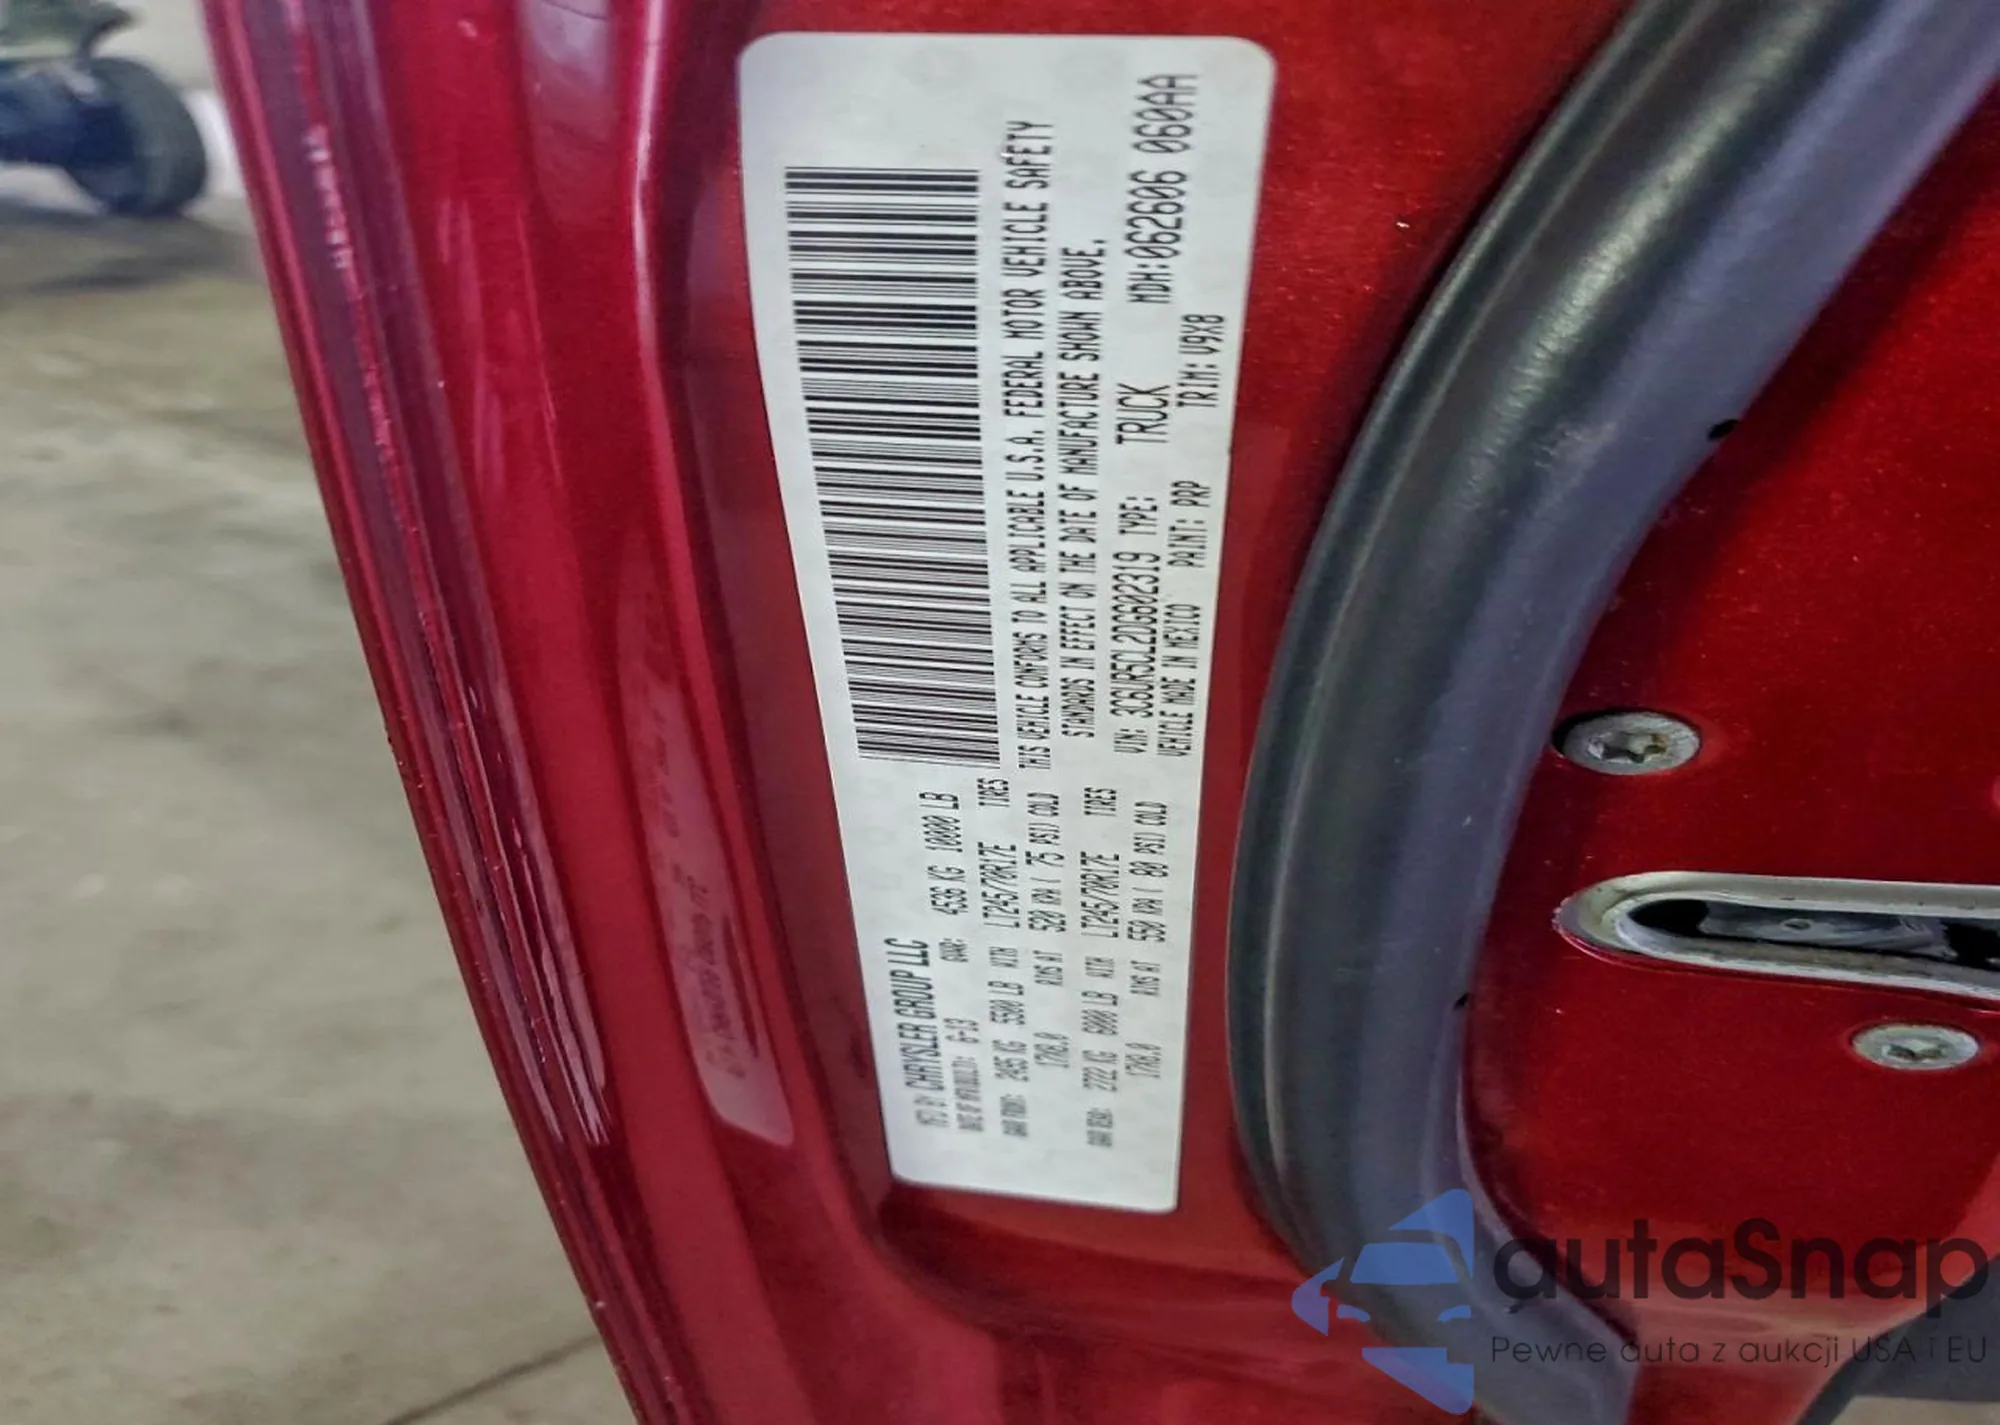 MFD BY CHRYSLER GROUP LLC
DATE OF MFR/BUILD: 6-13 GVWR: 4536 KG 10000 LB
GAWR FRONT: 2495 KG 5500 LB WITH LT245/70R17E TIRES
17X8.0 RIMS AT 520 KPA ( 75 PSI) COLD
GAWR REAR: 2722 KG 6000 LB WITH LT245/70R17E TIRES
17X8.0 RIMS AT 550 KPA ( 80 PSI) COLD
THIS VEHICLE CONFORMS TO ALL APPLICABLE U.S.A. FEDERAL MOTOR VEHICLE SAFETY
STANDARDS IN EFFECT ON THE DATE OF MANUFACTURE SHOWN ABOVE.
VIN: 3C6UR5CL2DG602319 TYPE: TRUCK MDH:062606 060AA
VEHICLE MADE IN MEXICO PAINT: PRP TRIM: V9X8
autaSnap
Pewne auta z aukcji USA i EU